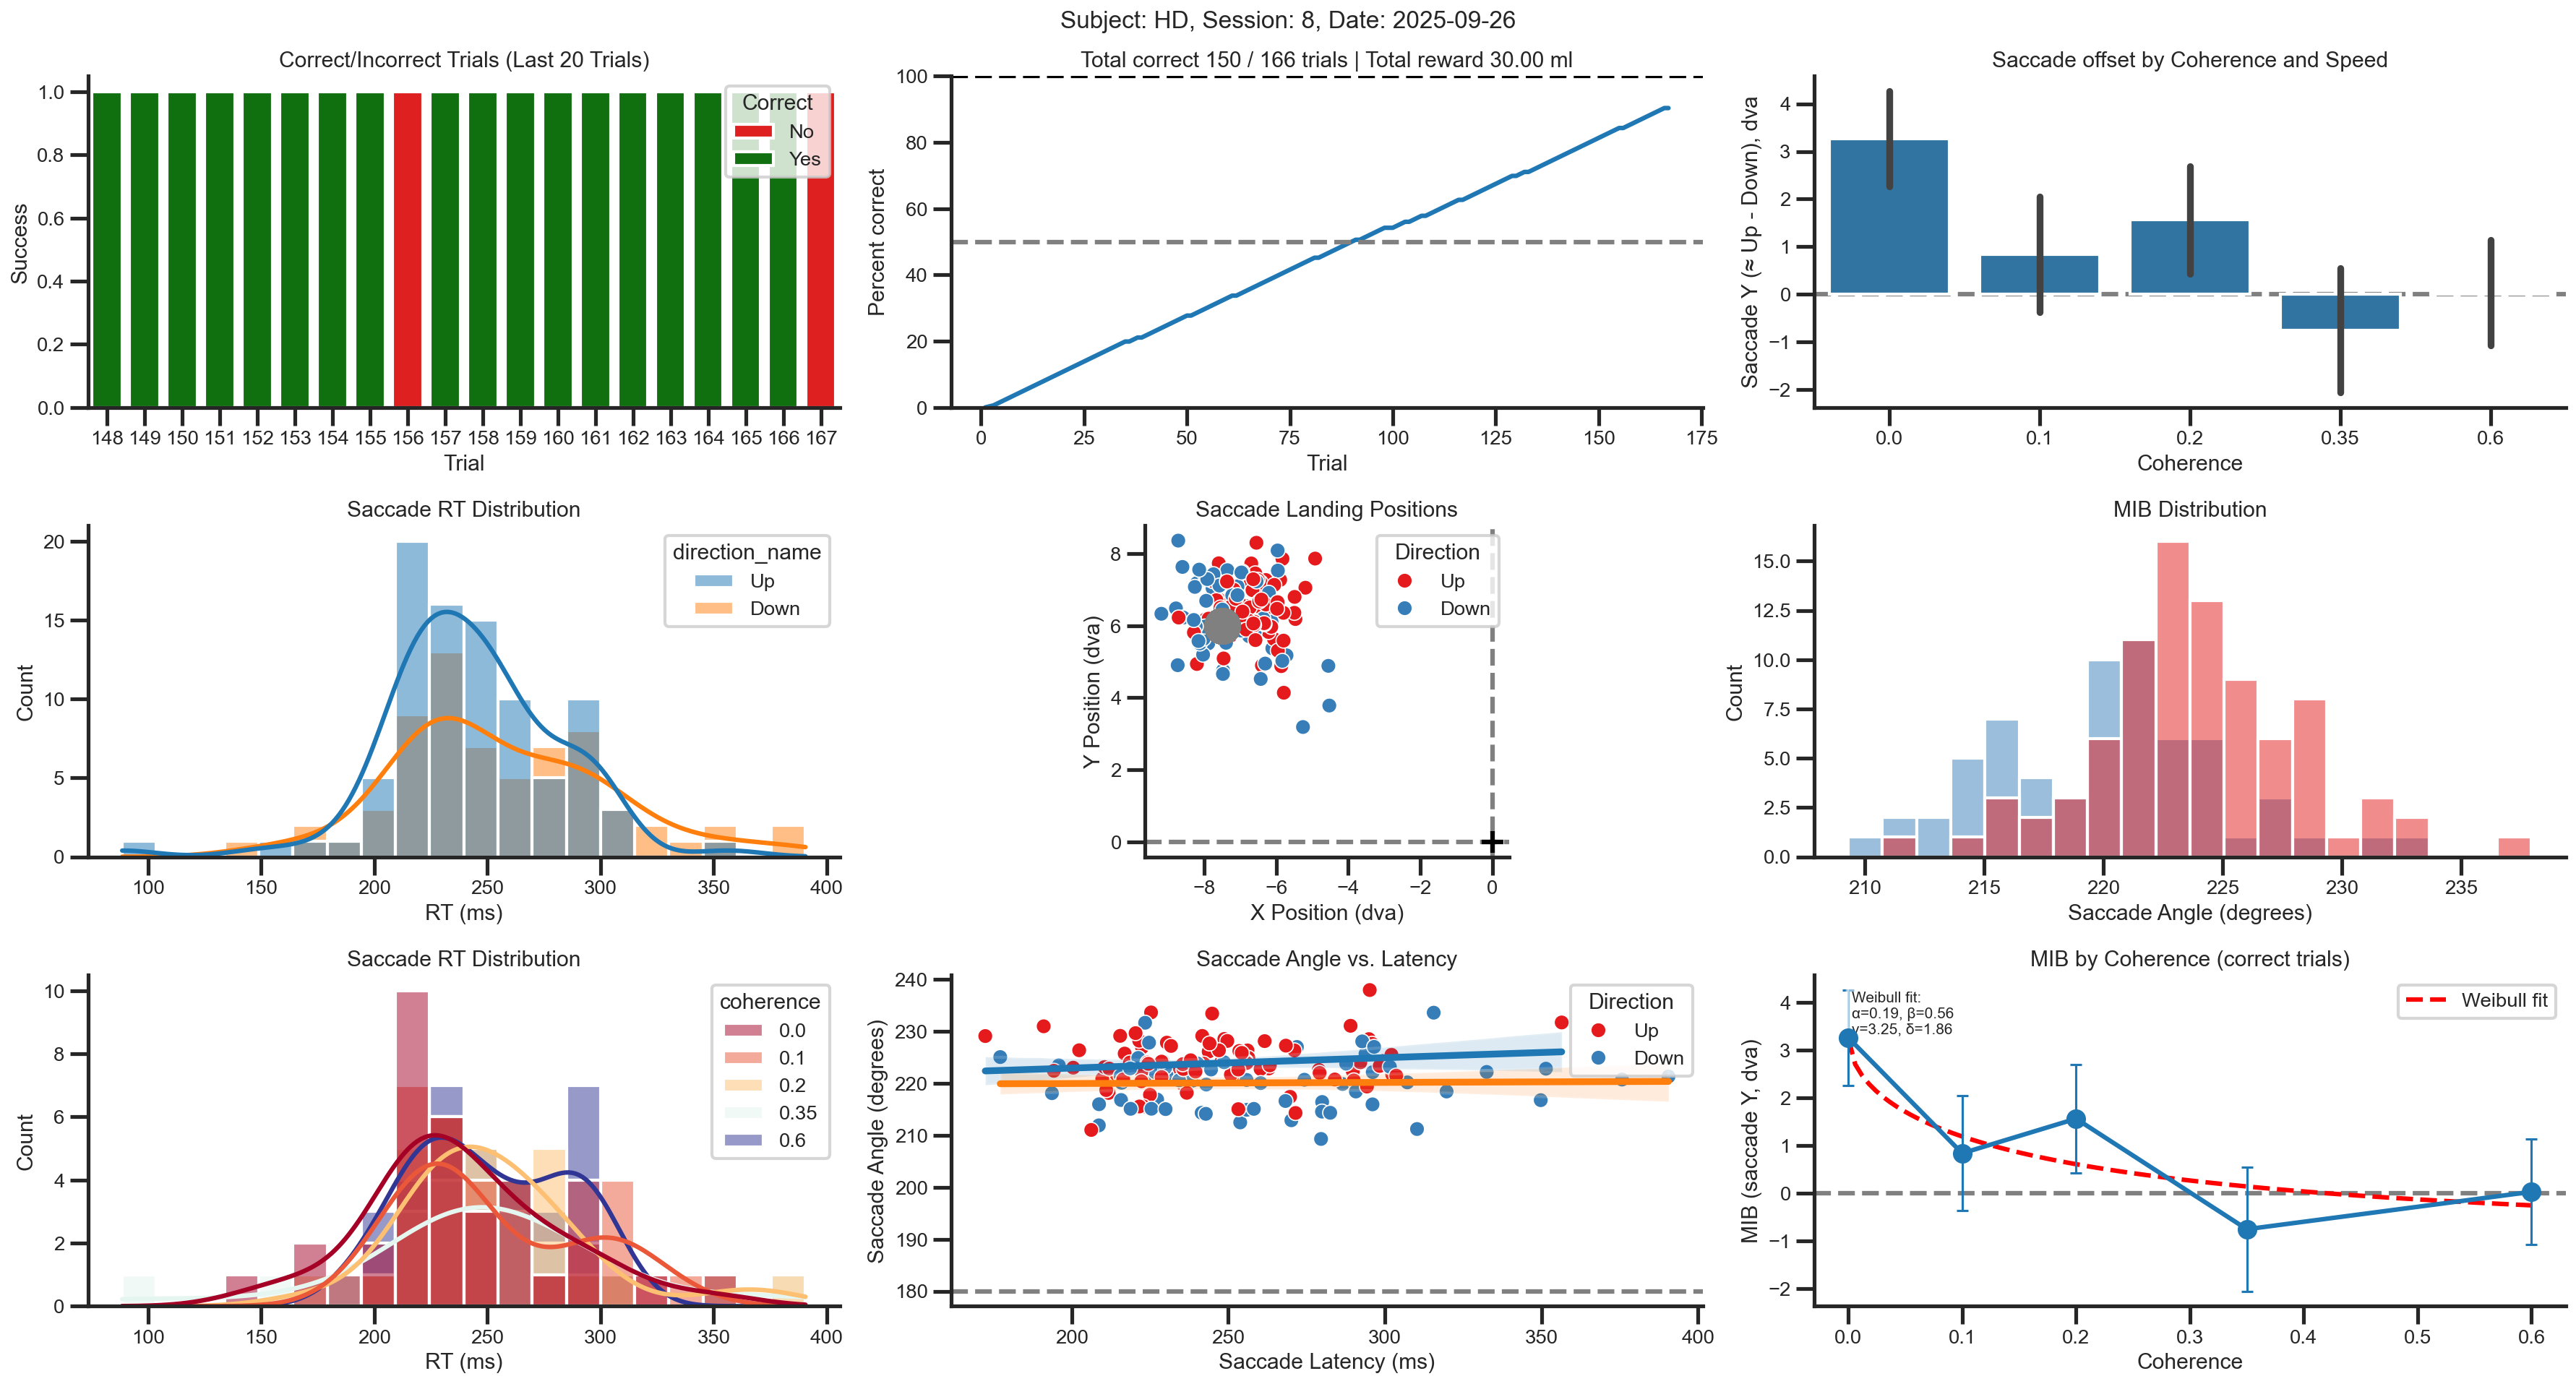 Subject: HD, Session: 8, Date: 2025-09-26
Correct/Incorrect Trials (Last 20 Trials)
Success
1.0
0.8
0.6
0.4
0.2
0.0
Correct
No
Yes
148 149 150 151 152 153 154 155 156 157 158 159 160 161 162 163 164 165 166 167
Trial
Total correct 150 / 166 trials | Total reward 30.00 ml
Percent correct
100
80
60
40
20
0
0 25 50 75 100 125 150 175
Trial
Saccade offset by Coherence and Speed
Saccade Y (≈ Up - Down), dva
4
3
2
1
0
−1
−2
0.0 0.1 0.2 0.35 0.6
Coherence
Saccade RT Distribution
Count
20
15
10
5
0
direction_name
Up
Down
100 150 200 250 300 350 400
RT (ms)
Saccade Landing Positions
Y Position (dva)
8
6
4
2
0
Direction
Up
Down
−8 −6 −4 −2 0
X Position (dva)
MIB Distribution
Count
15.0
12.5
10.0
7.5
5.0
2.5
0.0
210 215 220 225 230 235
Saccade Angle (degrees)
Saccade RT Distribution
Count
10
8
6
4
2
0
coherence
0.0
0.1
0.2
0.35
0.6
100 150 200 250 300 350 400
RT (ms)
Saccade Angle vs. Latency
Saccade Angle (degrees)
240
230
220
210
200
190
180
Direction
Up
Down
200 250 300 350 400
Saccade Latency (ms)
MIB by Coherence (correct trials)
MIB (saccade Y, dva)
4
3
2
1
0
−1
−2
Weibull fit:
α=0.19, β=0.56
γ=3.25, δ=1.86
Weibull fit
0.0 0.1 0.2 0.3 0.4 0.5 0.6
Coherence